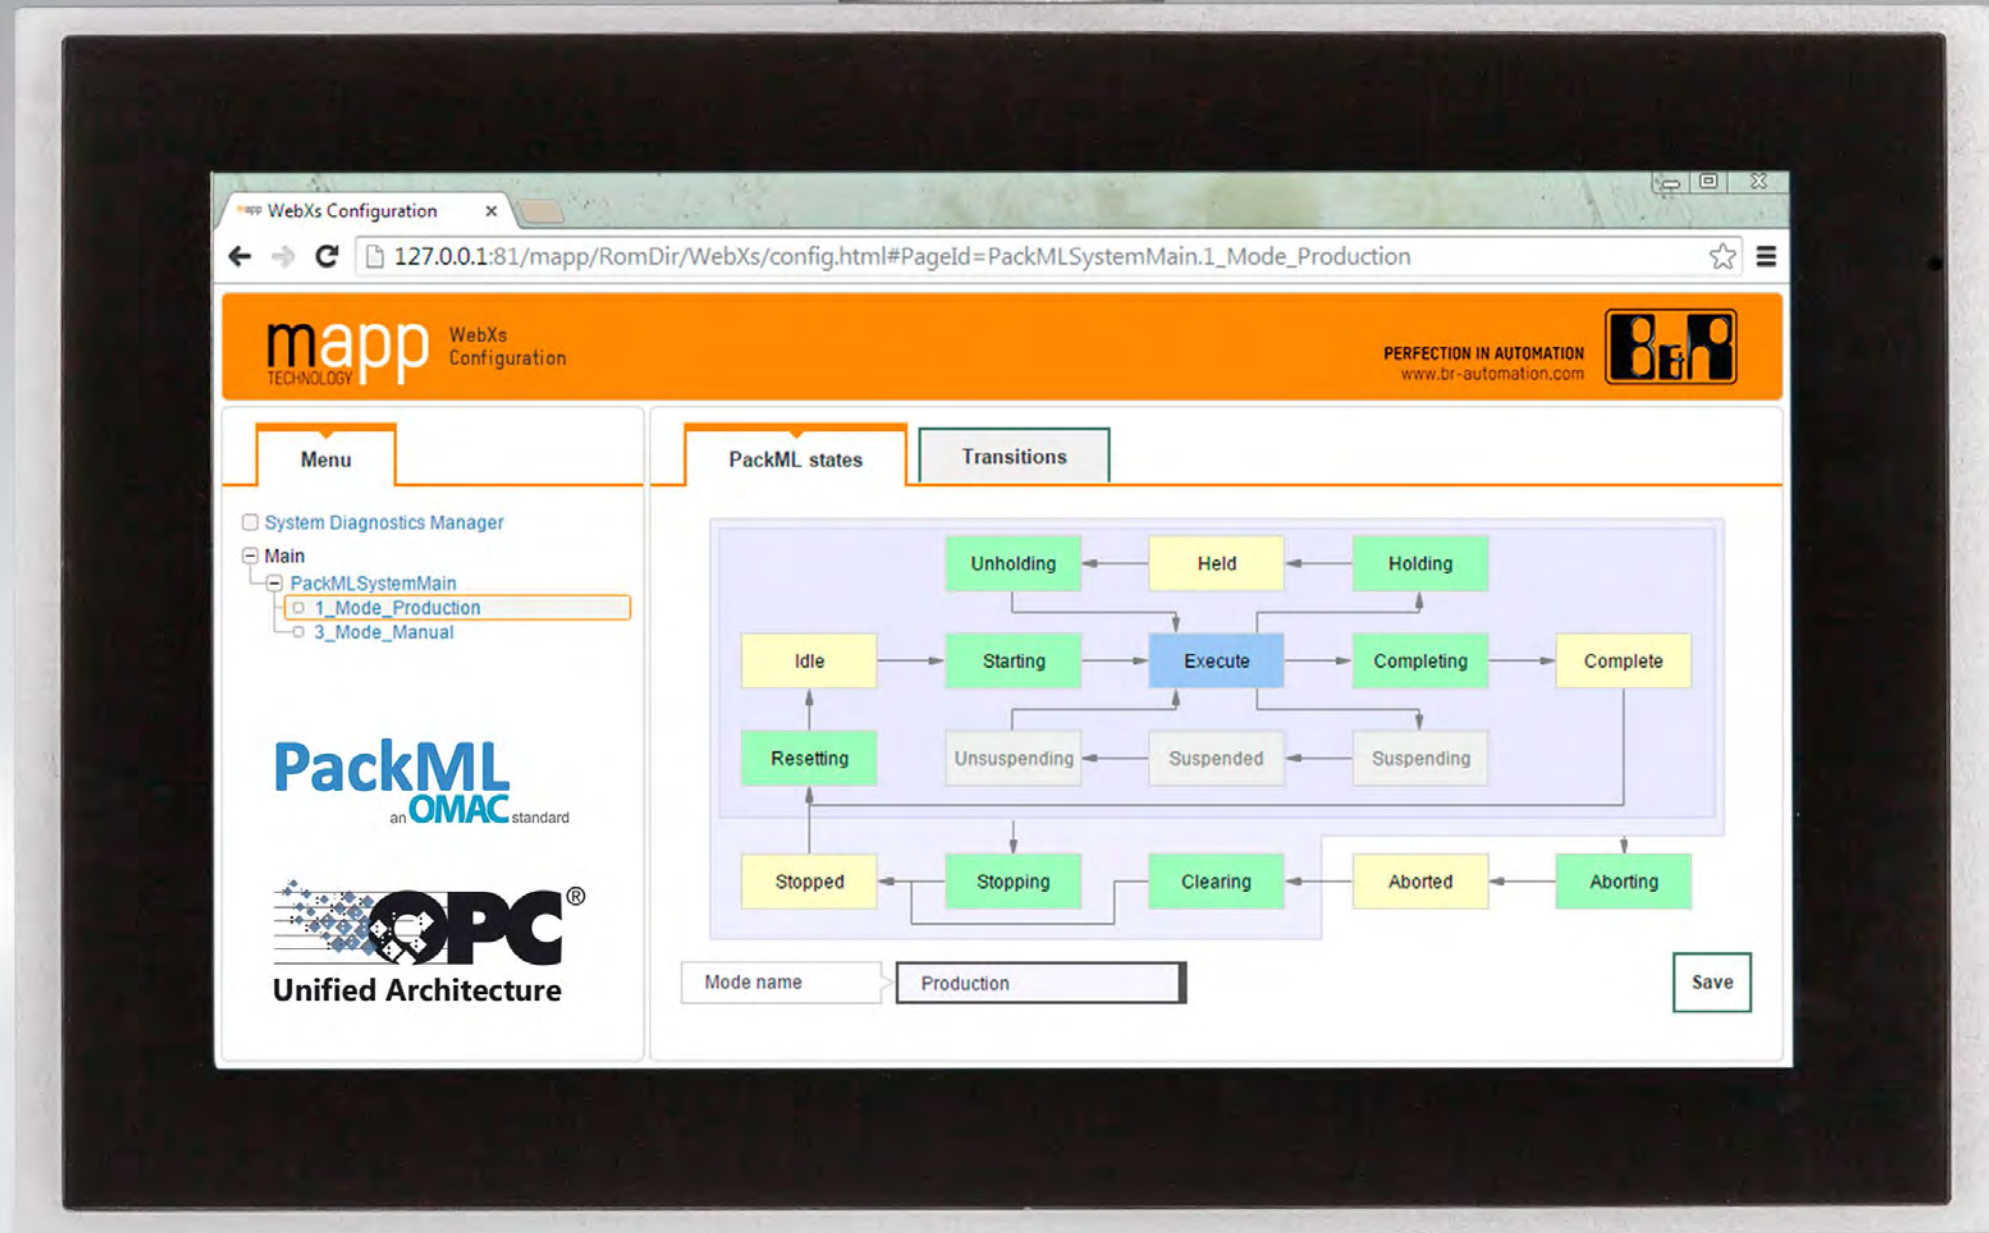 mapp WebXs Configuration
127.0.0.1:81/mapp/RomDir/WebXs/config.html#PageId=PackMLSystemMain.1_Mode_Production
mapp
TECHNOLOGY
WebXs
Configuration
PERFECTION IN AUTOMATION
www.br-automation.com
B&R
Menu
System Diagnostics Manager
Main
PackMLSystemMain
1_Mode_Production
3_Mode_Manual
PackML
an OMAC standard
OPC®
Unified Architecture
PackML states
Transitions
Unholding
Held
Holding
Idle
Starting
Execute
Completing
Complete
Resetting
Unsuspending
Suspended
Suspending
Stopped
Stopping
Clearing
Aborted
Aborting
Mode name
Production
Save